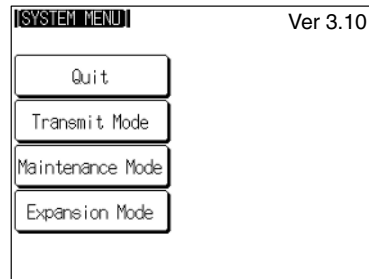 [SYSTEM MENU] Ver 3.10
Quit
Transmit Mode
Maintenance Mode
Expansion Mode